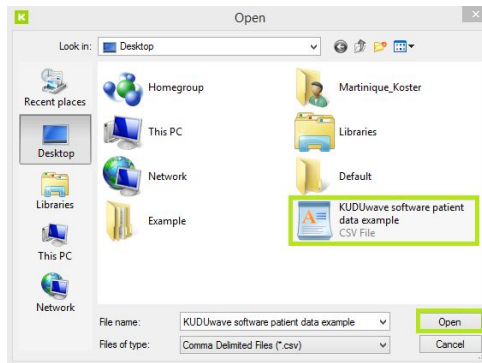 K
Open
Look in:
Desktop
Recent places
Desktop
Libraries
This PC
Network
Homegroup
Martinique_Koster
This PC
Libraries
Network
Default
Example
KUDUwave software patient
data example
CSV File
File name:
KUDUwave software patient data example
Open
Files of type:
Comma Delimited Files (*.csv)
Cancel